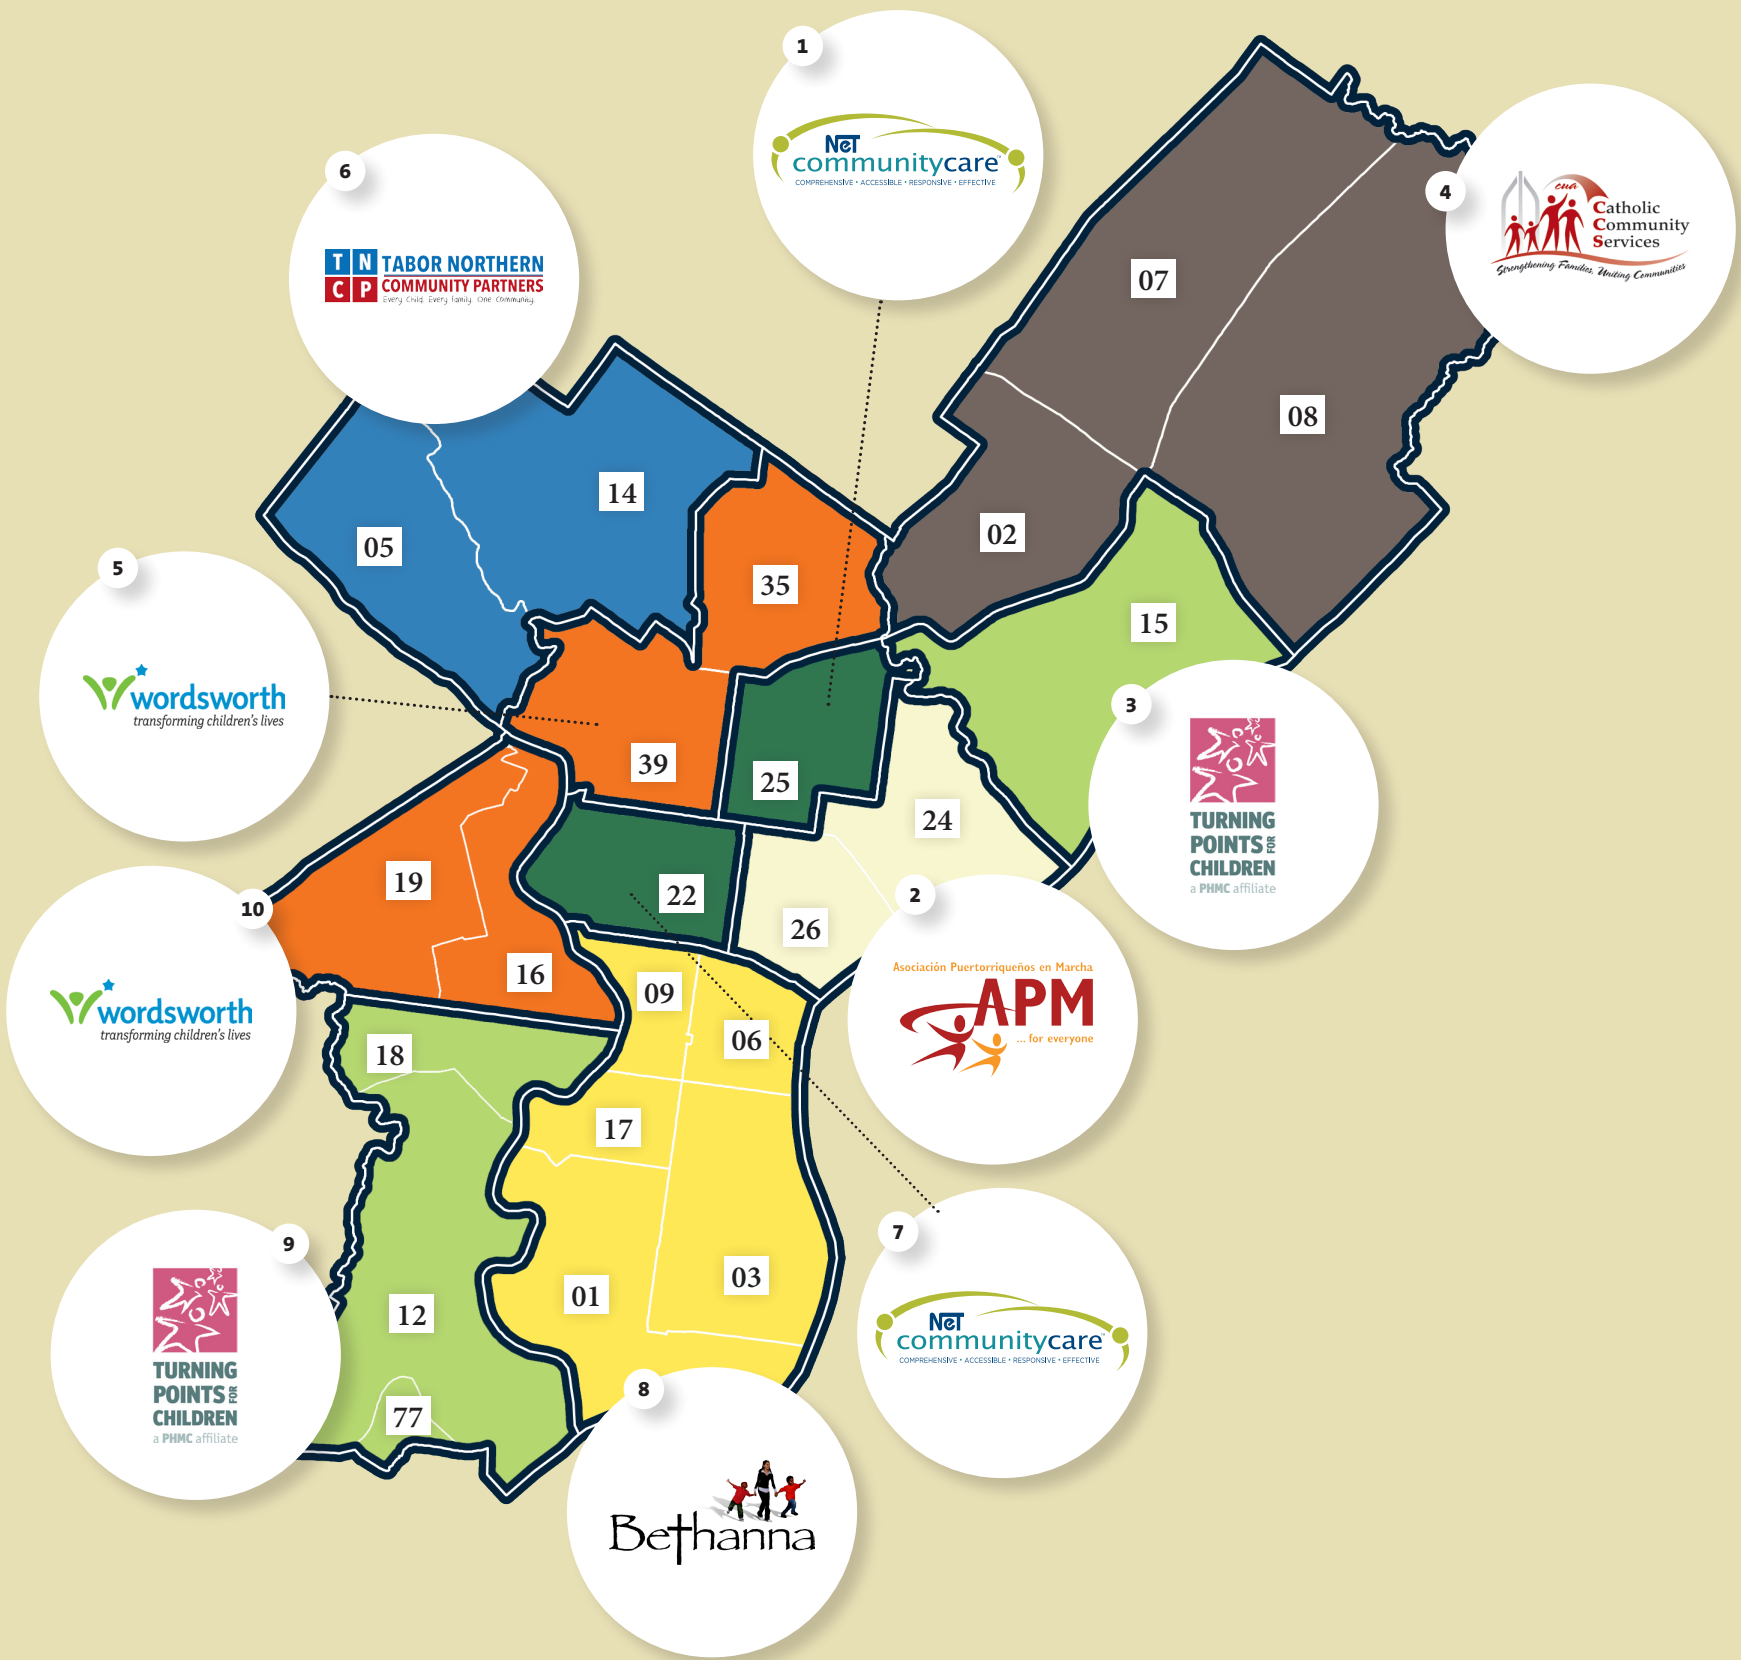 1
NET
communitycare™
COMPREHENSIVE • ACCESSIBLE • RESPONSIVE • EFFECTIVE
6
T N
C P
TABOR NORTHERN
COMMUNITY PARTNERS
Every Child. Every Family. One Community.
4
cua
Catholic
Community
Services
Strengthening Families, Uniting Communities
07
08
02
14
05
35
15
5
wordsworth
transforming children's lives
39
25
24
3
TURNING
POINTS FOR
CHILDREN
a PHMC affiliate
19
22
26
16
10
wordsworth
transforming children's lives
2
Asociación Puertorriqueños en Marcha
APM
... for everyone
09
06
18
17
01
03
12
77
9
TURNING
POINTS FOR
CHILDREN
a PHMC affiliate
7
NET
communitycare™
COMPREHENSIVE • ACCESSIBLE • RESPONSIVE • EFFECTIVE
8
Bethanna